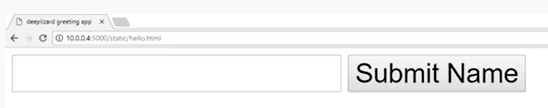 deeplizard greeting app
10.0.0.4:5000/static/hello.html
Submit Name